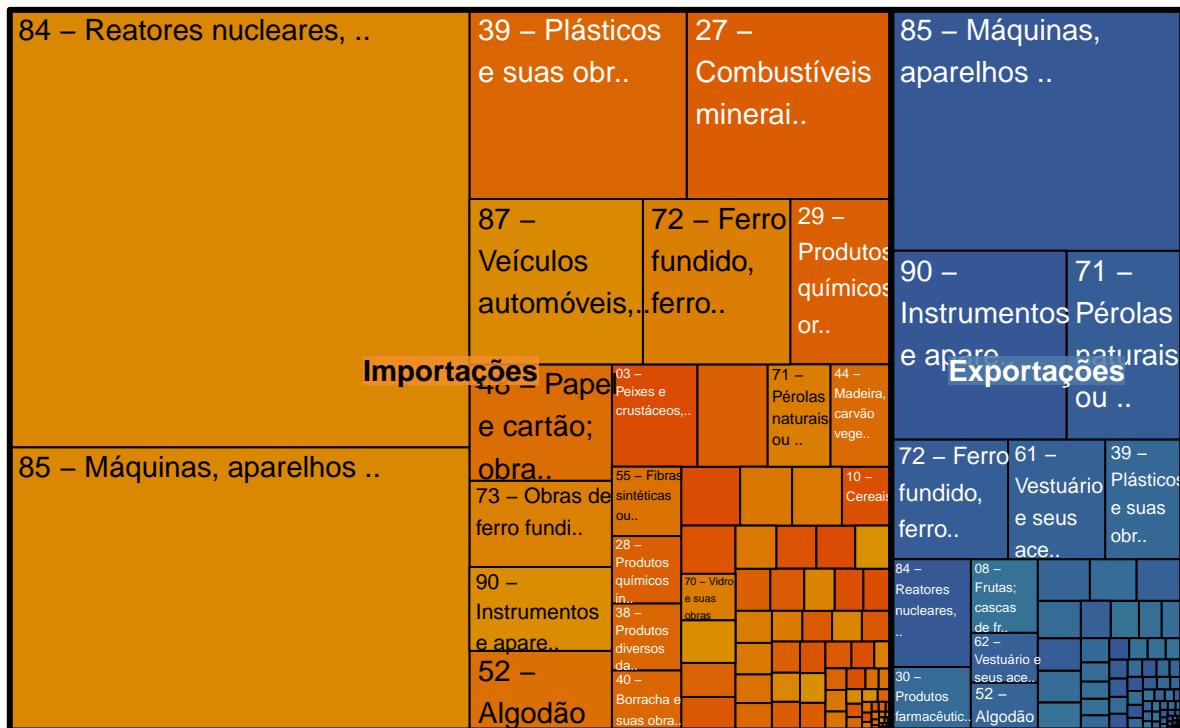 84 – Reatores nucleares, ..
85 – Máquinas, aparelhos ..
39 – Plásticos
e suas obr..
27 –
Combustíveis
minerai..
87 –
Veículos
automóveis,..
72 – Ferro
fundido,
ferro..
29 –
Produtos
químicos
or..
Importações
48 – Papel
e cartão;
obra..
03 –
Peixes e
crustáceos,..
71 –
Pérolas
naturais
ou ..
44 –
Madeira,
carvão
vege..
73 – Obras de
ferro fundi..
55 – Fibras
sintéticas
ou..
10 –
Cereais
90 –
Instrumentos
e apare..
28 –
Produtos
químicos
in..
70 – Vidro
e suas
obras
38 –
Produtos
diversos
da..
52 –
Algodão
40 –
Borracha e
suas obra..
85 – Máquinas,
aparelhos ..
90 –
Instrumentos
e apare..
71 –
Pérolas
naturais
ou ..
Exportações
72 – Ferro
fundido,
ferro..
61 –
Vestuário
e seus
ace..
39 –
Plásticos
e suas
obr..
84 –
Reatores
nucleares,
..
08 –
Frutas;
cascas
de fr..
62 –
Vestuário e
seus ace..
30 –
Produtos
farmacêutic..
52 –
Algodão